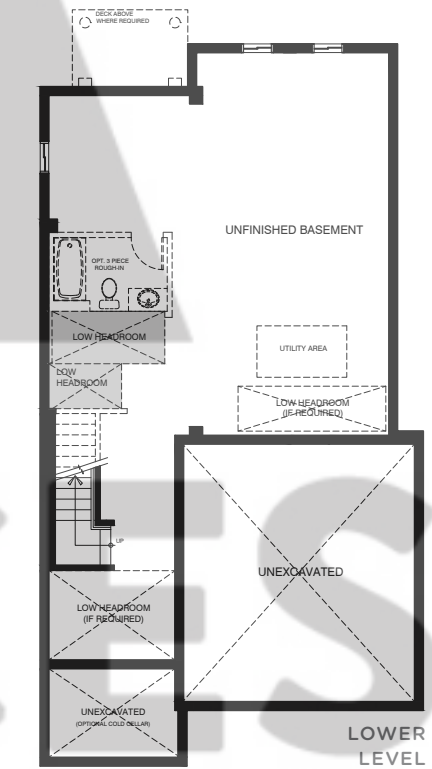 DECK ABOVE
WHERE REQUIRED
UNFINISHED BASEMENT
OPT. 3 PIECE
ROUGH-IN
LOW HEADROOM
UTILITY AREA
LOW
HEADROOM
LOW HEADROOM
(IF REQUIRED)
UP
UNEXCAVATED
LOW HEADROOM
(IF REQUIRED)
UNEXCAVATED
(OPTIONAL COLD CELLAR)
LOWER
LEVEL